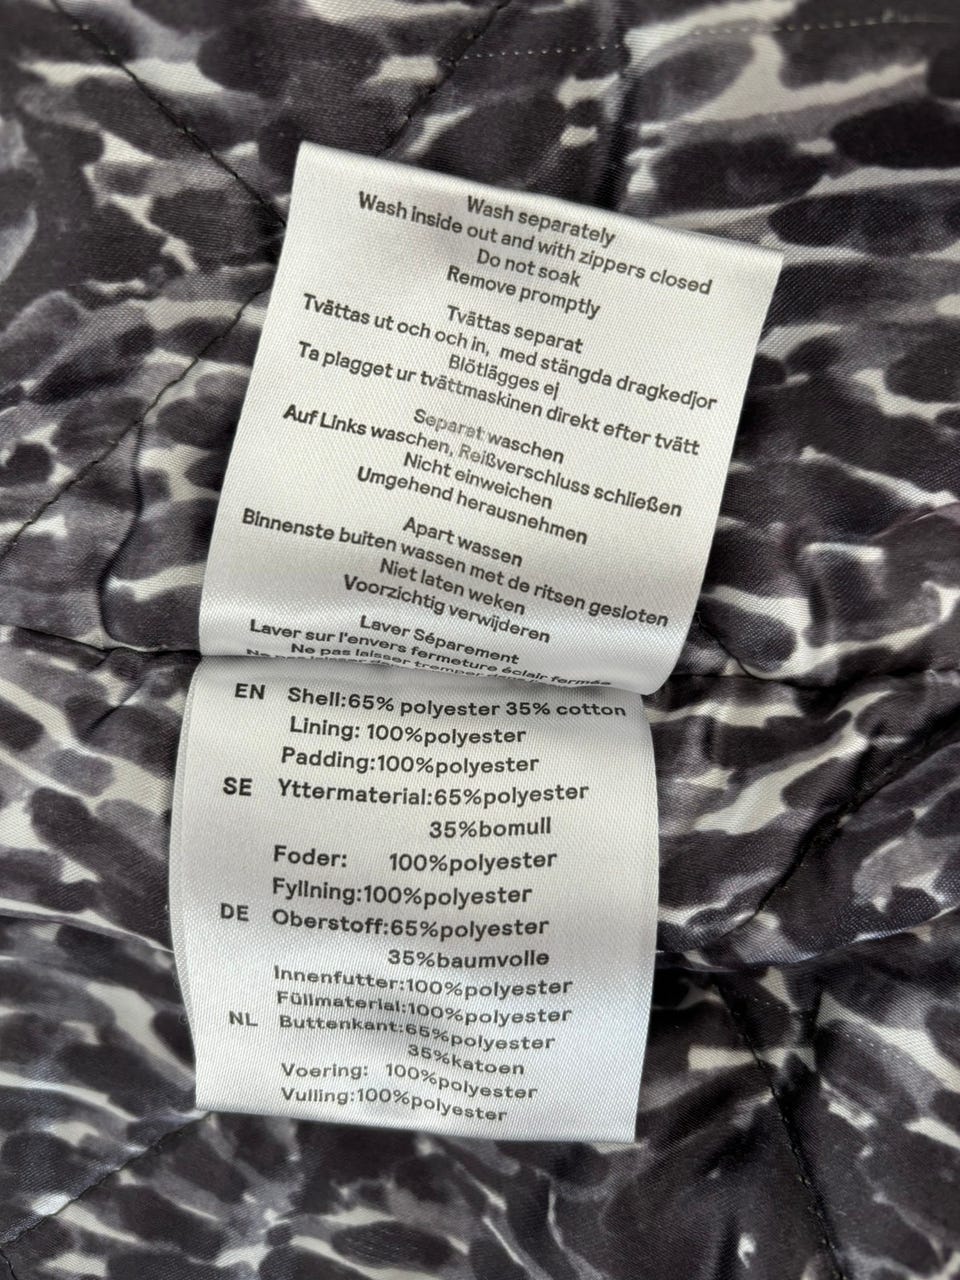 Wash separately
Wash inside out and with zippers closed
Do not soak
Remove promptly
Tvättas separat
Tvättas ut och och in, med stängda dragkedjor
Blötlägges ej
Ta plagget ur tvättmaskinen direkt efter tvätt
Separat waschen
Auf Links waschen, Reißverschluss schließen
Nicht einweichen
Umgehend herausnehmen
Apart wassen
Binnenste buiten wassen met de ritsen gesloten
Niet laten weken
Voorzichtig verwijderen
Laver Séparement
Laver sur l'envers fermeture éclair fermée
Ne pas laisser tremper
EN Shell:65% polyester 35% cotton
Lining: 100%polyester
Padding:100%polyester
SE Yttermaterial:65%polyester
35%bomull
Foder: 100%polyester
Fyllning:100%polyester
DE Oberstoff:65%polyester
35%baumvolle
Innenfutter:100%polyester
Füllmaterial:100%polyester
NL Buttenkant:65%polyester
35%katoen
Voering: 100%polyester
Vulling:100%polyester